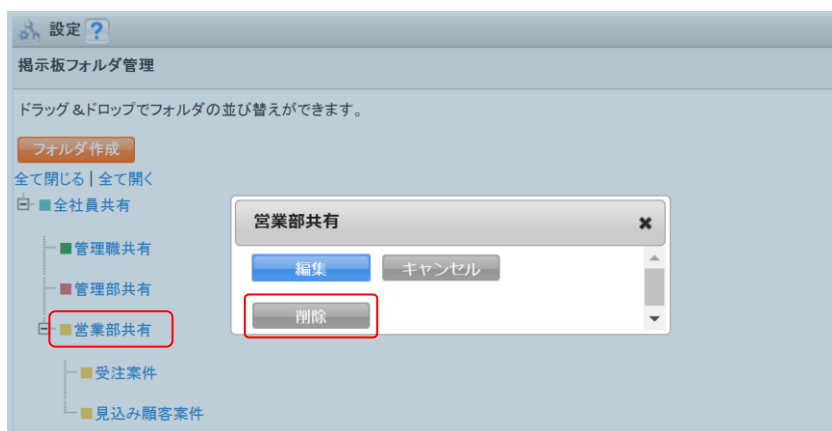 設定 ?
掲示板フォルダ管理
ドラッグ&ドロップでフォルダの並び替えができます。
フォルダ作成
全て閉じる | 全て開く
全社員共有
管理職共有
管理部共有
営業部共有
受注案件
見込み顧客案件
営業部共有
編集 キャンセル
削除